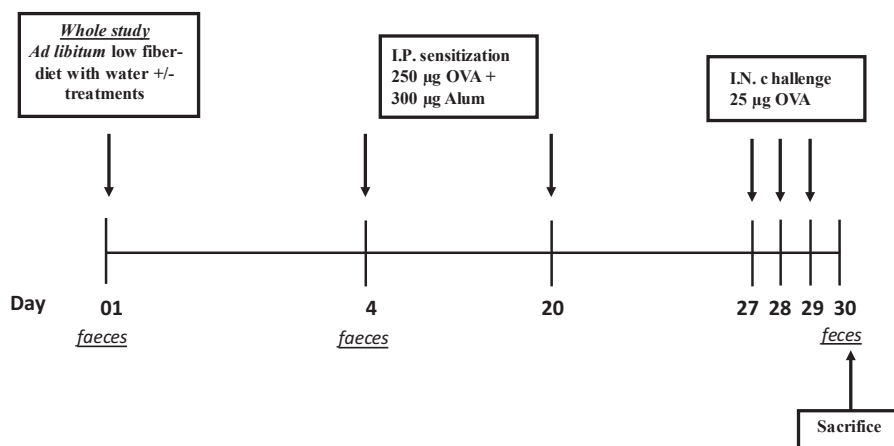 Whole study
Ad libitum low fiber-
diet with water +/-
treatments
I.P. sensitization
250 µg OVA +
300 µg Alum
I.N. c hallenge
25 µg OVA
Day 01 4 20 27 28 29 30
faeces faeces feces
Sacrifice